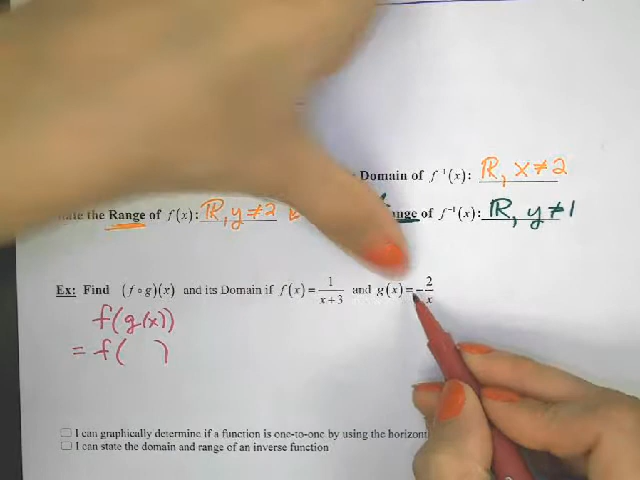 Domain of f⁻¹(x): ℝ, x≠2
the Range of f(x): ℝ, y≠2 of f⁻¹(x): ℝ, y≠1
Ex: Find (f∘g)(x) and its Domain if f(x) = 1/(x+3) and g(x) = -2/x
f(g(x))
= f( )
I can graphically determine if a function is one-to-one by using the
I can state the domain and range of an inverse function